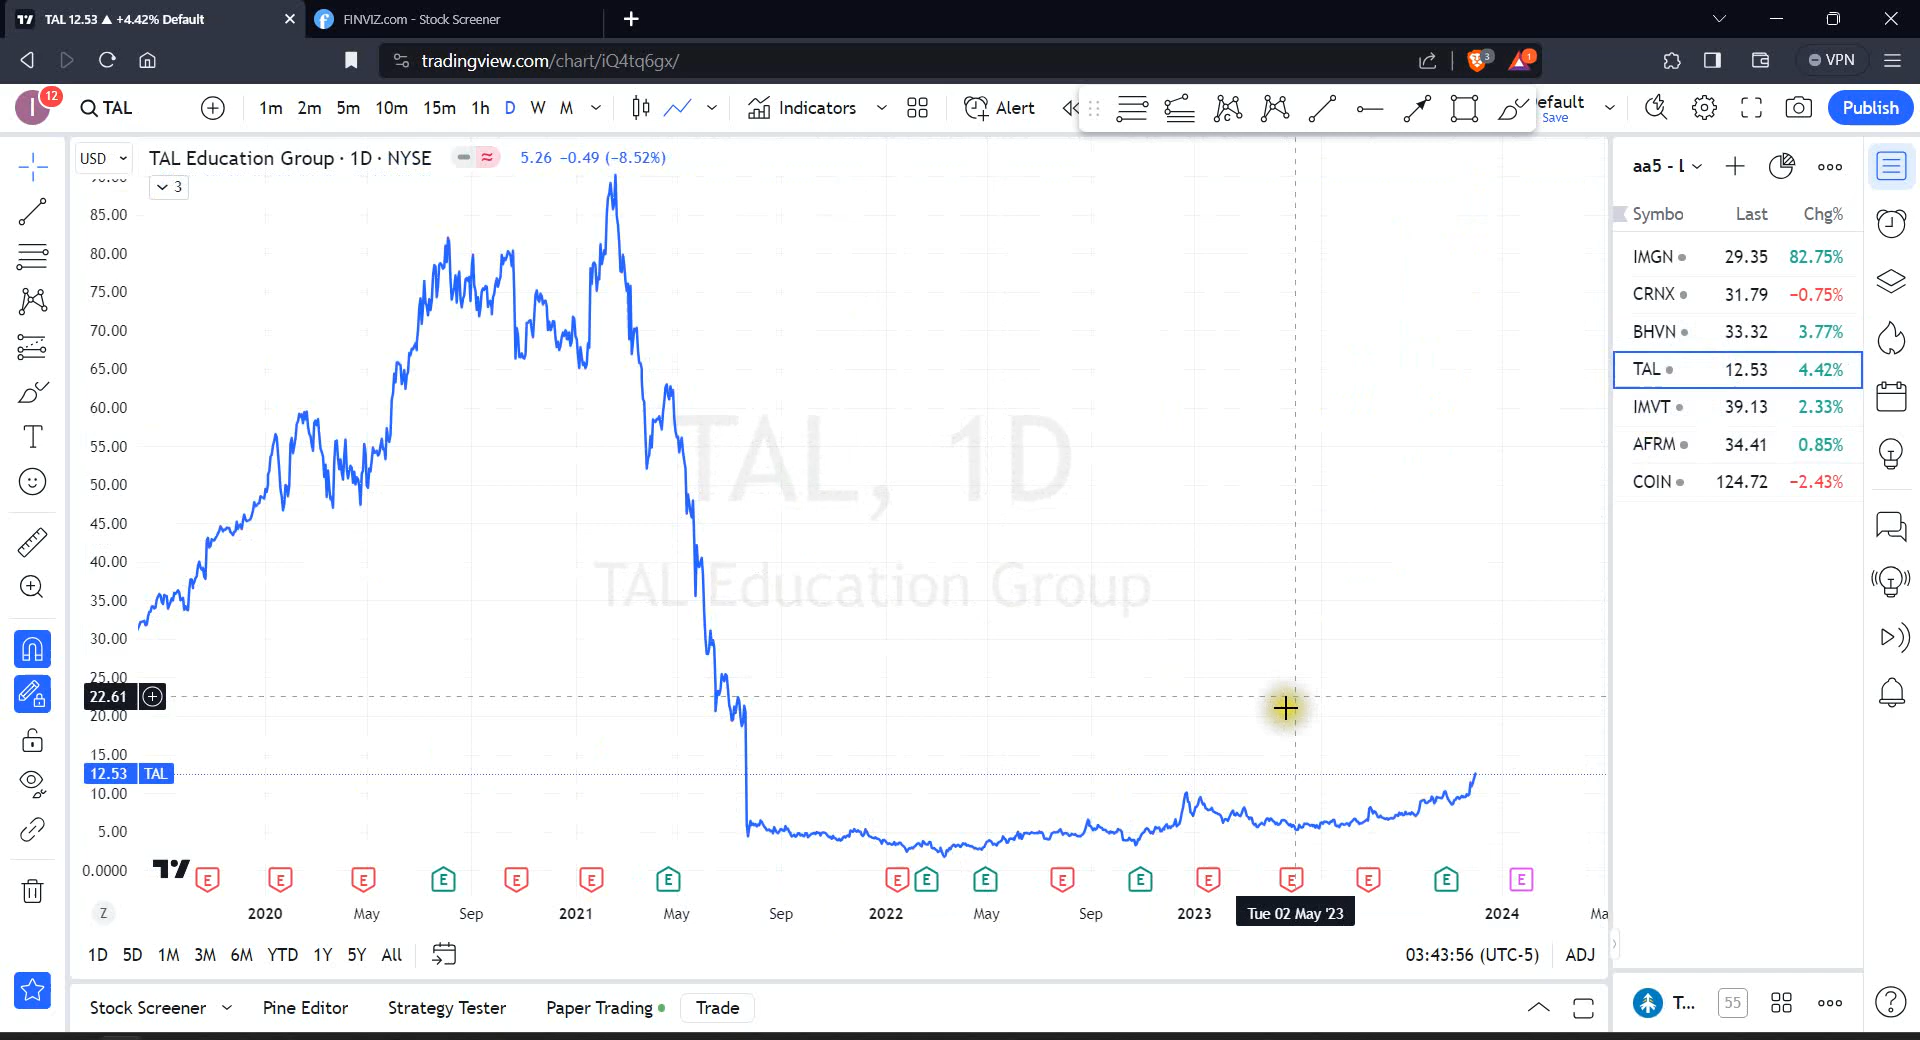 TAL 12.53 ▲ +4.42% Default
FINVIZ.com - Stock Screener
tradingview.com/chart/iQ4tq6gx/
3
1
VPN
I
12
TAL
1m 2m 5m 10m 15m 1h D W M
Indicators
Alert
efault
Save
Publish
USD
TAL Education Group · 1D · NYSE
5.26 −0.49 (−8.52%)
3
85.00
80.00
75.00
70.00
65.00
60.00
55.00
50.00
45.00
40.00
35.00
30.00
25.00
22.61
20.00
15.00
12.53 TAL
10.00
5.00
0.0000
TAL, 1D
TAL Education Group
E E E E E E E E E E E E E E E E E
Z
2020 May Sep 2021 May Sep 2022 May Sep 2023 Tue 02 May '23 2024 Ma
1D 5D 1M 3M 6M YTD 1Y 5Y All
03:43:56 (UTC-5) ADJ
Stock Screener Pine Editor Strategy Tester Paper Trading Trade
aa5 - L
Symbo Last Chg%
IMGN 29.35 82.75%
CRNX 31.79 −0.75%
BHVN 33.32 3.77%
TAL 12.53 4.42%
IMVT 39.13 2.33%
AFRM 34.41 0.85%
COIN 124.72 −2.43%
T... 55